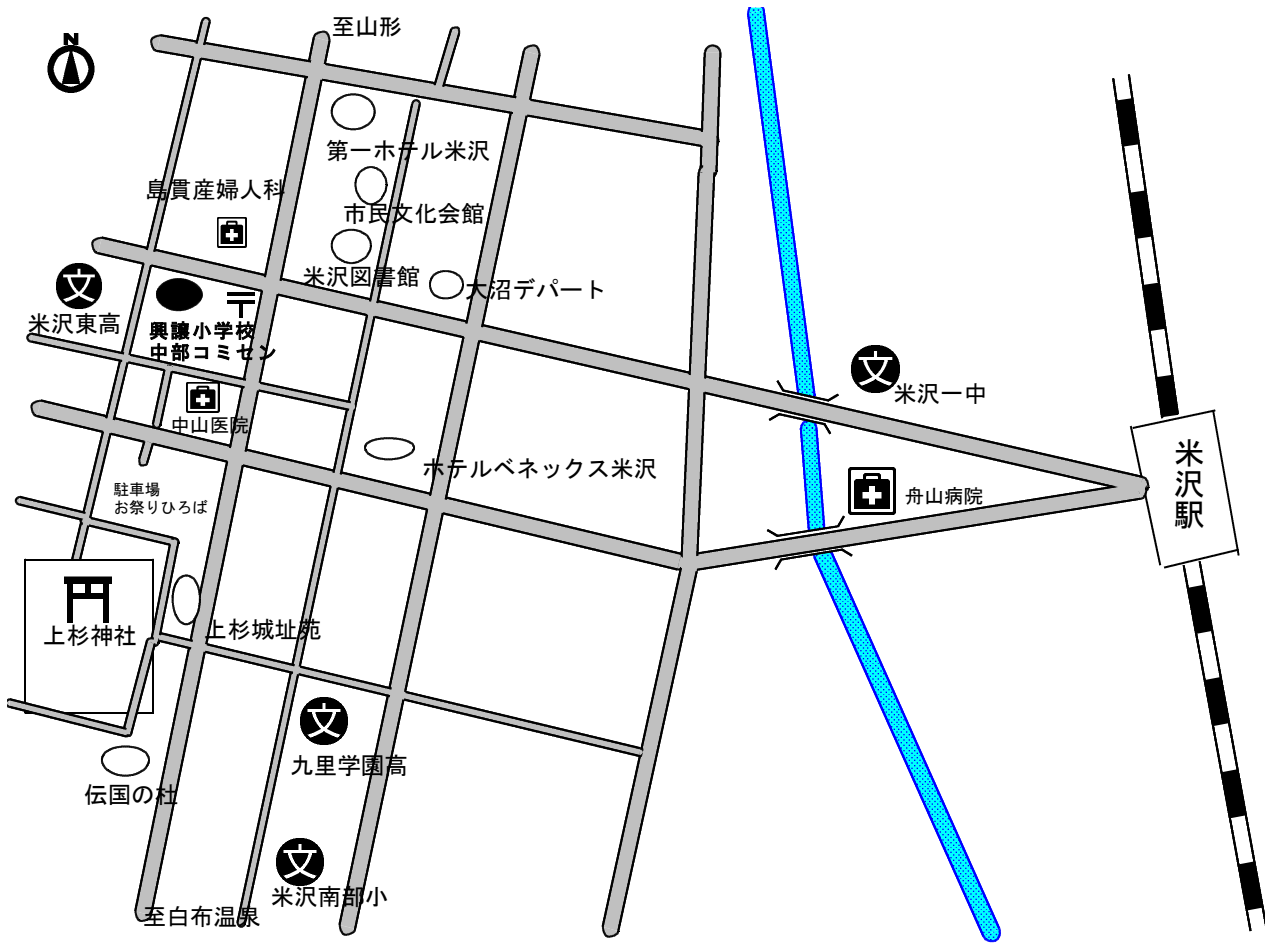 至山形
N
第一ホテル米沢
島貫産婦人科
市民文化会館
米沢図書館
大沼デパート
文
米沢東高
〒
興譲小学校
中部コミセン
文
米沢一中
中山医院
ホテルベネックス米沢
米沢駅
舟山病院
駐車場
お祭りひろば
上杉神社
上杉城址苑
文
九里学園高
伝国の杜
文
米沢南部小
至白布温泉